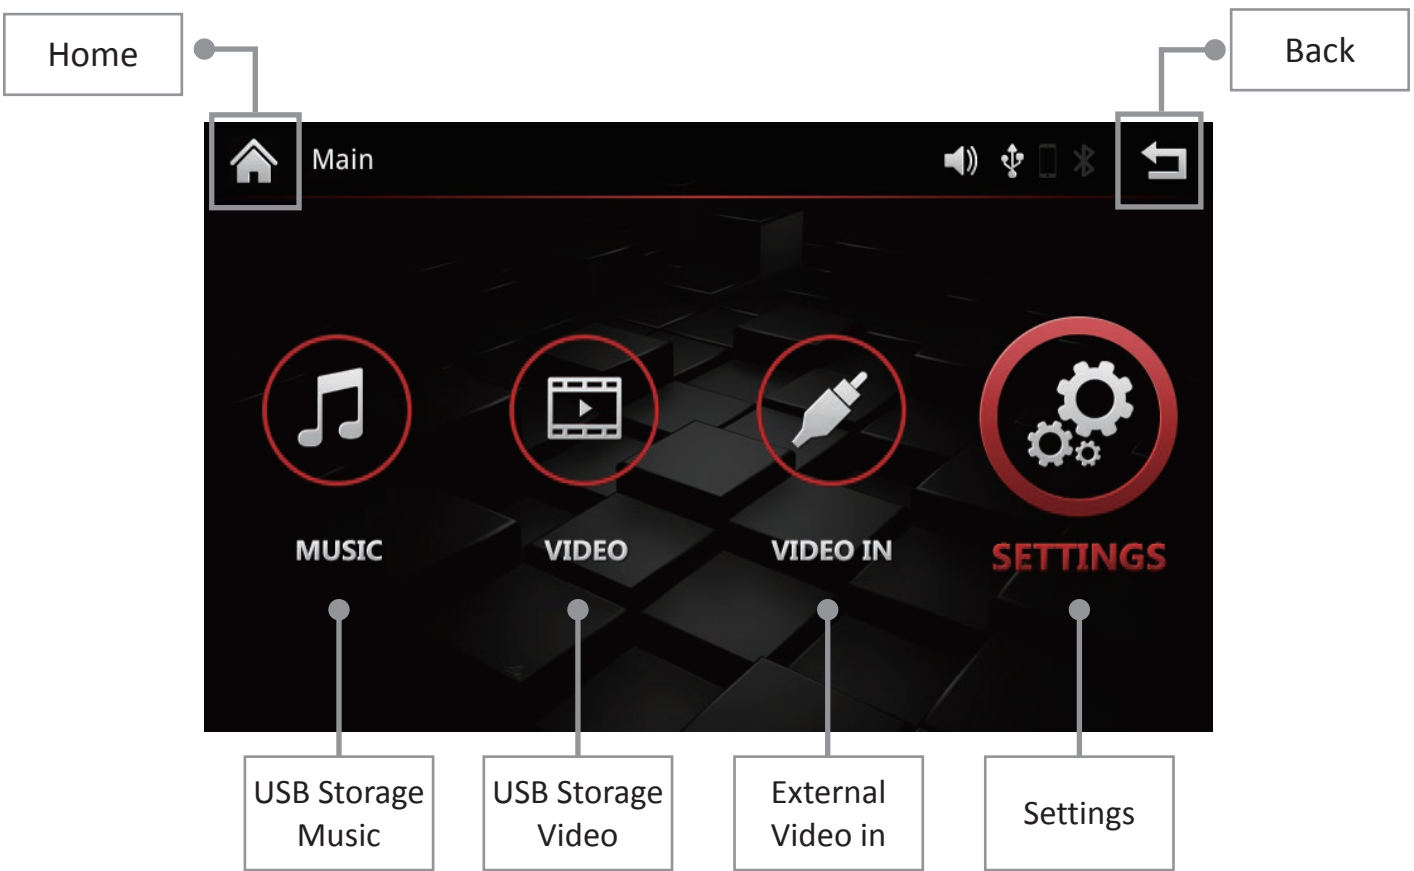 Home
Back
Main
MUSIC
VIDEO
VIDEO IN
SETTINGS
USB Storage
Music
USB Storage
Video
External
Video in
Settings